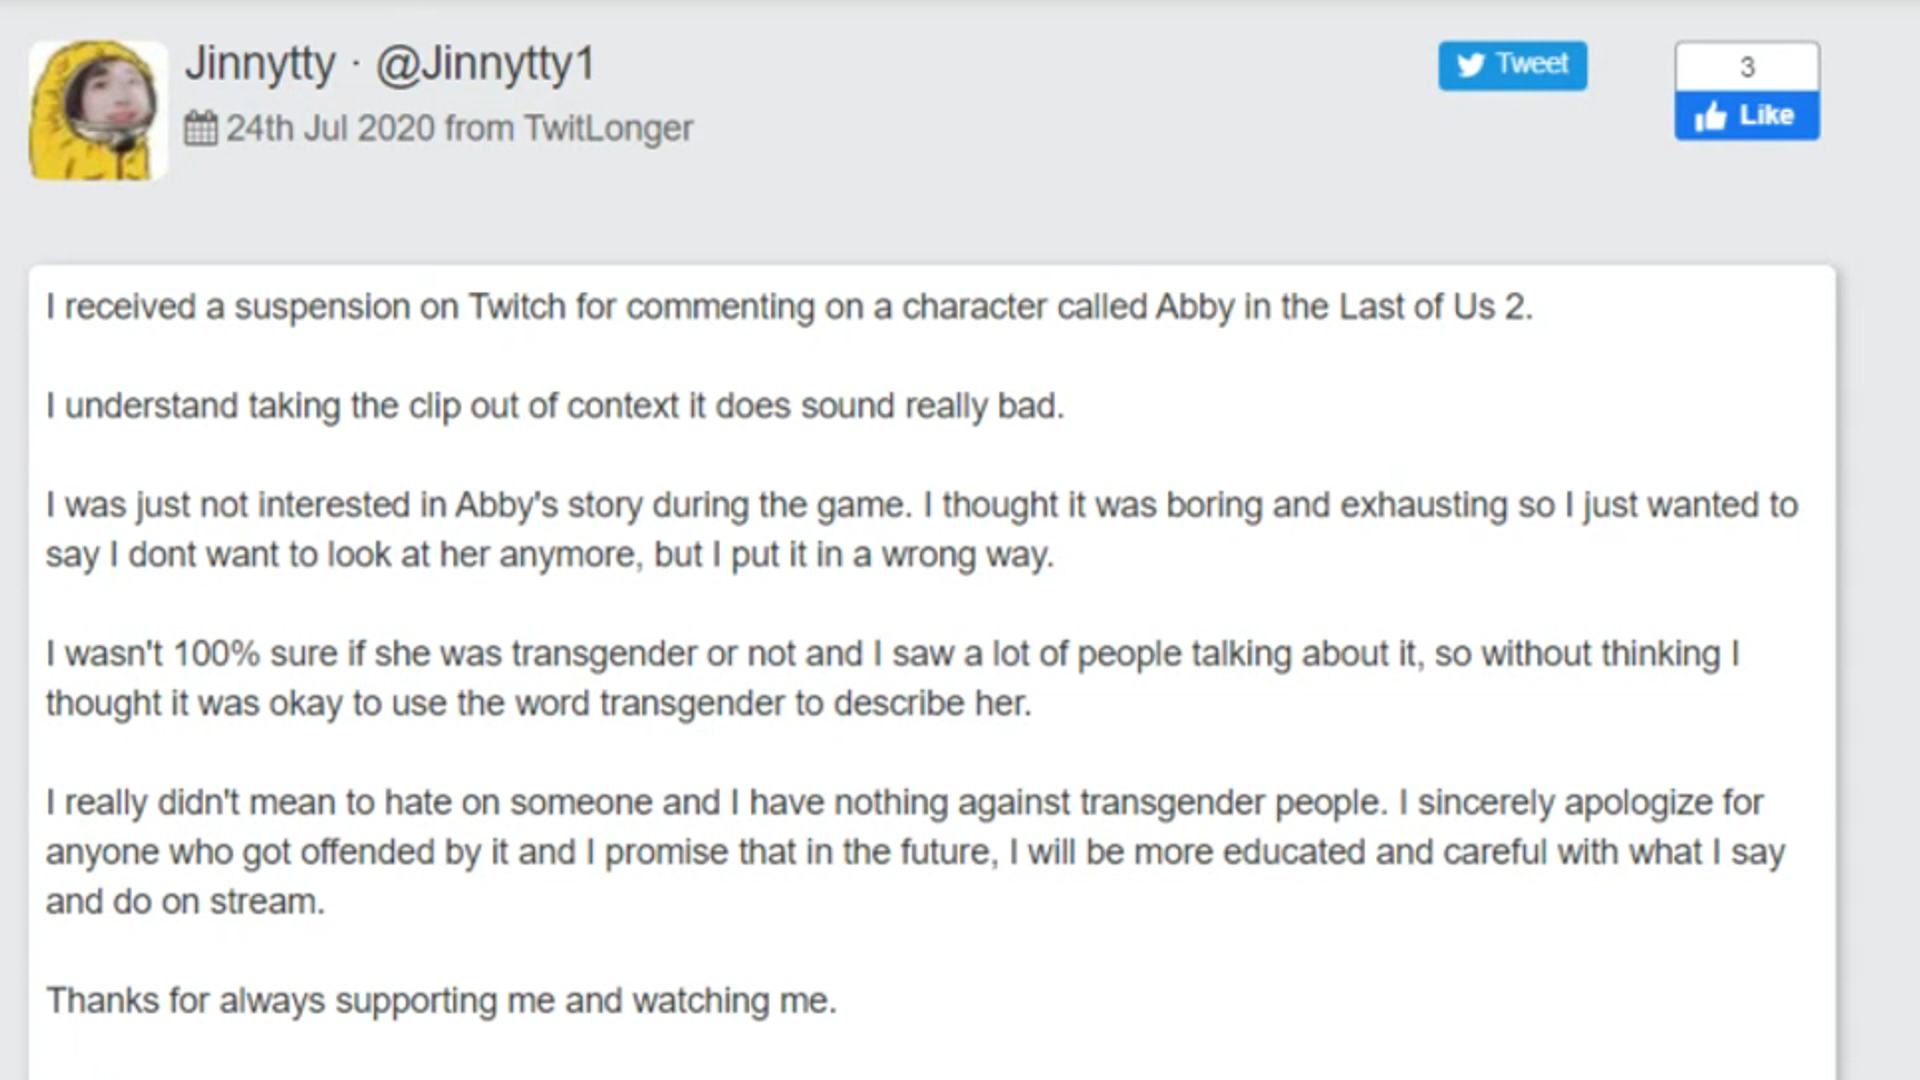 Jinnytty · @Jinnytty1
24th Jul 2020 from TwitLonger
Tweet
3
Like
I received a suspension on Twitch for commenting on a character called Abby in the Last of Us 2.
I understand taking the clip out of context it does sound really bad.
I was just not interested in Abby's story during the game. I thought it was boring and exhausting so I just wanted to
say I dont want to look at her anymore, but I put it in a wrong way.
I wasn't 100% sure if she was transgender or not and I saw a lot of people talking about it, so without thinking I
thought it was okay to use the word transgender to describe her.
I really didn't mean to hate on someone and I have nothing against transgender people. I sincerely apologize for
anyone who got offended by it and I promise that in the future, I will be more educated and careful with what I say
and do on stream.
Thanks for always supporting me and watching me.